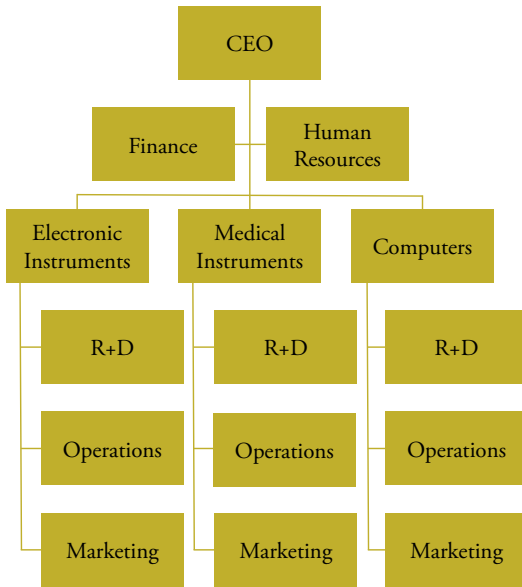 CEO
Finance
Human
Resources
Electronic
Instruments
Medical
Instruments
Computers
R+D
R+D
R+D
Operations
Operations
Operations
Marketing
Marketing
Marketing